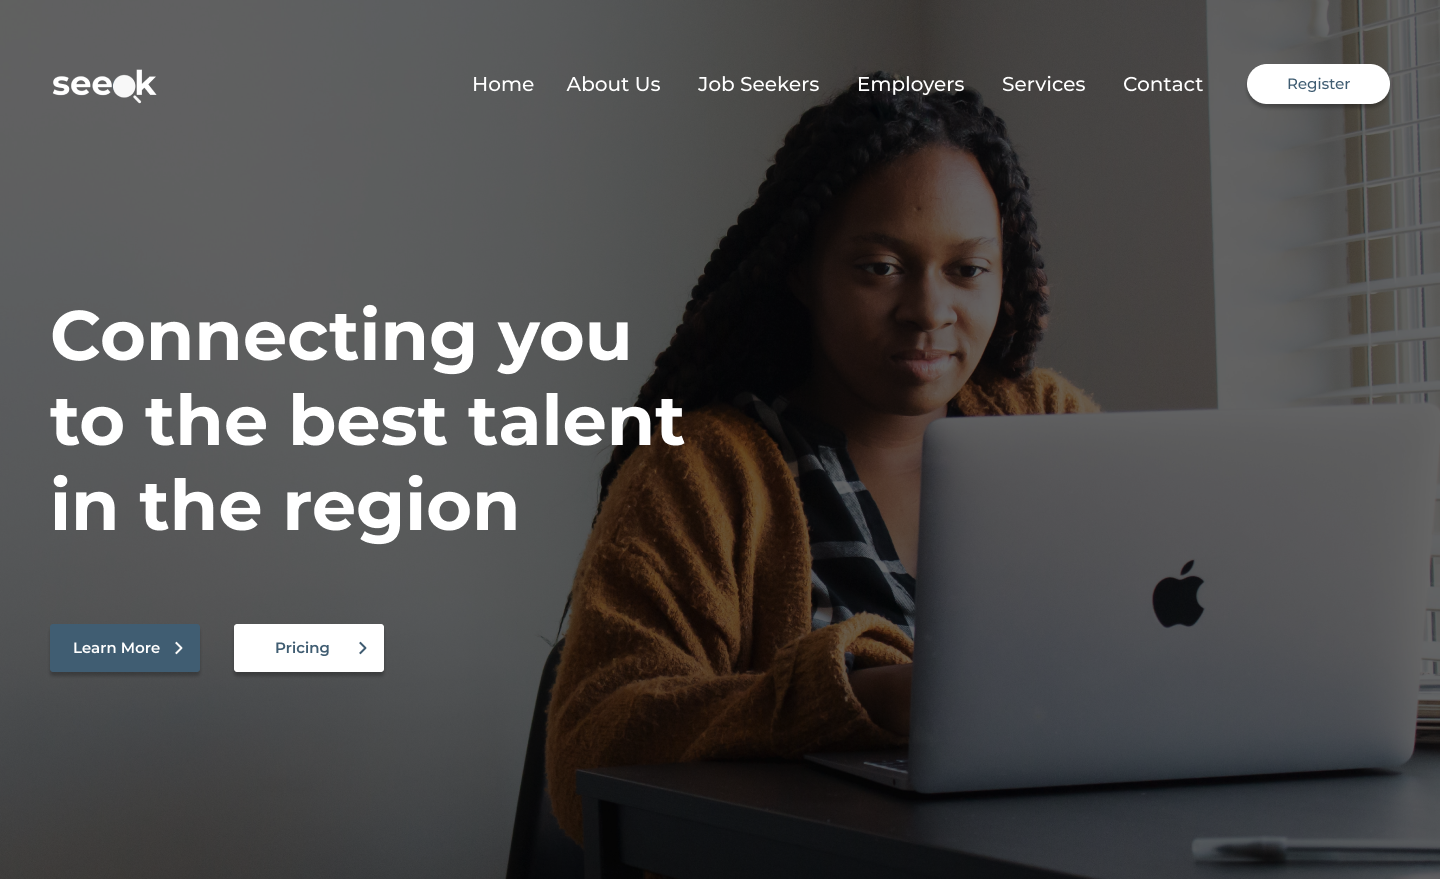 seek
Home About Us Job Seekers Employers Services Contact Register
Connecting you
to the best talent
in the region
Learn More Pricing